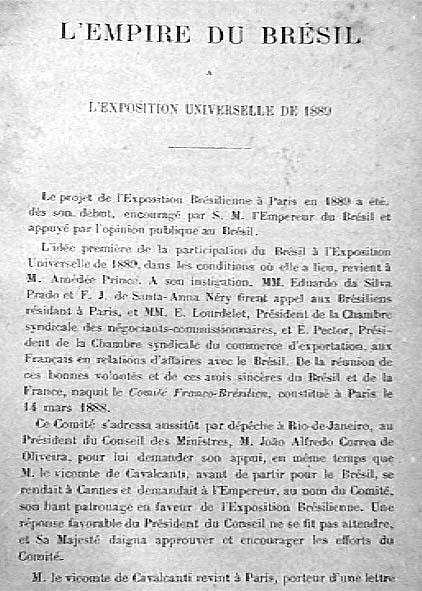 L'EMPIRE DU BRÉSIL
A
L'EXPOSITION UNIVERSELLE DE 1889
Le projet de l'Exposition Brésilienne à Paris en 1889 a été,
dès son début, encouragé par S. M. l'Empereur du Brésil et
appuyé par l'opinion publique au Brésil.
L'idée première de la participation du Brésil à l'Exposition
Universelle de 1889, dans les conditions où elle a lieu, revient à
M. Amédée Prince. A son instigation, MM. Eduardo da Silva
Prado et F. J. de Santa-Anna Néry firent appel aux Brésiliens
résidant à Paris, et MM. E. Lourdelet, Président de la Chambre
syndicale des négociants-commissionnaires, et E. Pector, Prési-
dent de la Chambre syndicale du commerce d'exportation, aux
Français en relations d'affaires avec le Brésil. De la réunion de
ces bonnes volontés et de ces amis sincères du Brésil et de la
France, naquit le Comité Franco-Brésilien, constitué à Paris le
14 mars 1888.
Ce Comité s'adressa aussitôt par dépêche à Rio-de-Janeiro, au
Président du Conseil des Ministres, M. João Alfredo Correa de
Oliveira, pour lui demander son appui, en même temps que
M. le vicomte de Cavalcanti, avant de partir pour le Brésil, se
rendait à Cannes et demandait à l'Empereur, au nom du Comité,
son haut patronage en faveur de l'Exposition Brésilienne. Une
réponse favorable du Président du Conseil ne se fit pas attendre,
et Sa Majesté daigna approuver et encourager les efforts du
Comité.
M. le vicomte de Cavalcanti revint à Paris, porteur d'une lettre